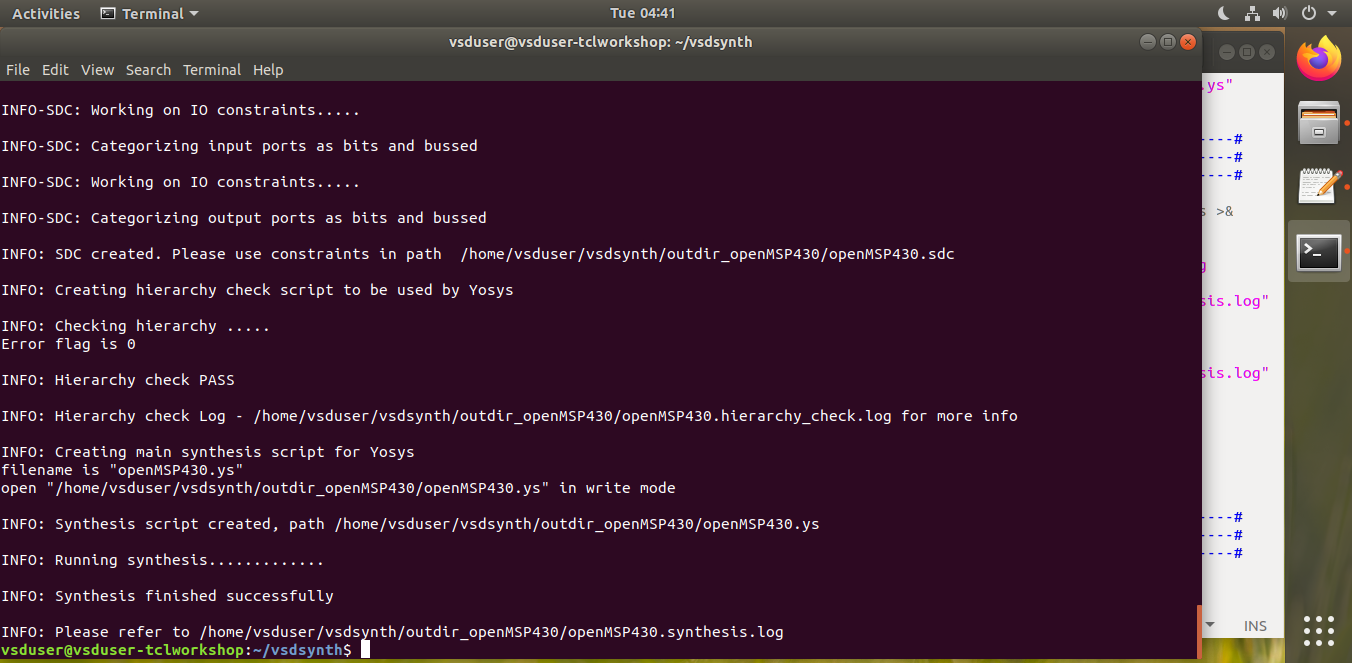 Activities Terminal Tue 04:41
vsduser@vsduser-tclworkshop: ~/vsdsynth
File Edit View Search Terminal Help
INFO-SDC: Working on IO constraints.....
INFO-SDC: Categorizing input ports as bits and bussed
INFO-SDC: Working on IO constraints.....
INFO-SDC: Categorizing output ports as bits and bussed
INFO: SDC created. Please use constraints in path  /home/vsduser/vsdsynth/outdir_openMSP430/openMSP430.sdc
INFO: Creating hierarchy check script to be used by Yosys
INFO: Checking hierarchy .....
Error flag is 0
INFO: Hierarchy check PASS
INFO: Hierarchy check Log - /home/vsduser/vsdsynth/outdir_openMSP430/openMSP430.hierarchy_check.log for more info
INFO: Creating main synthesis script for Yosys
filename is "openMSP430.ys"
open "/home/vsduser/vsdsynth/outdir_openMSP430/openMSP430.ys" in write mode
INFO: Synthesis script created, path /home/vsduser/vsdsynth/outdir_openMSP430/openMSP430.ys
INFO: Running synthesis.............
INFO: Synthesis finished successfully
INFO: Please refer to /home/vsduser/vsdsynth/outdir_openMSP430/openMSP430.synthesis.log
vsduser@vsduser-tclworkshop:~/vsdsynth$
.ys"
----#
----#
----#
>&
sis.log"
sis.log"
----#
----#
----#
INS